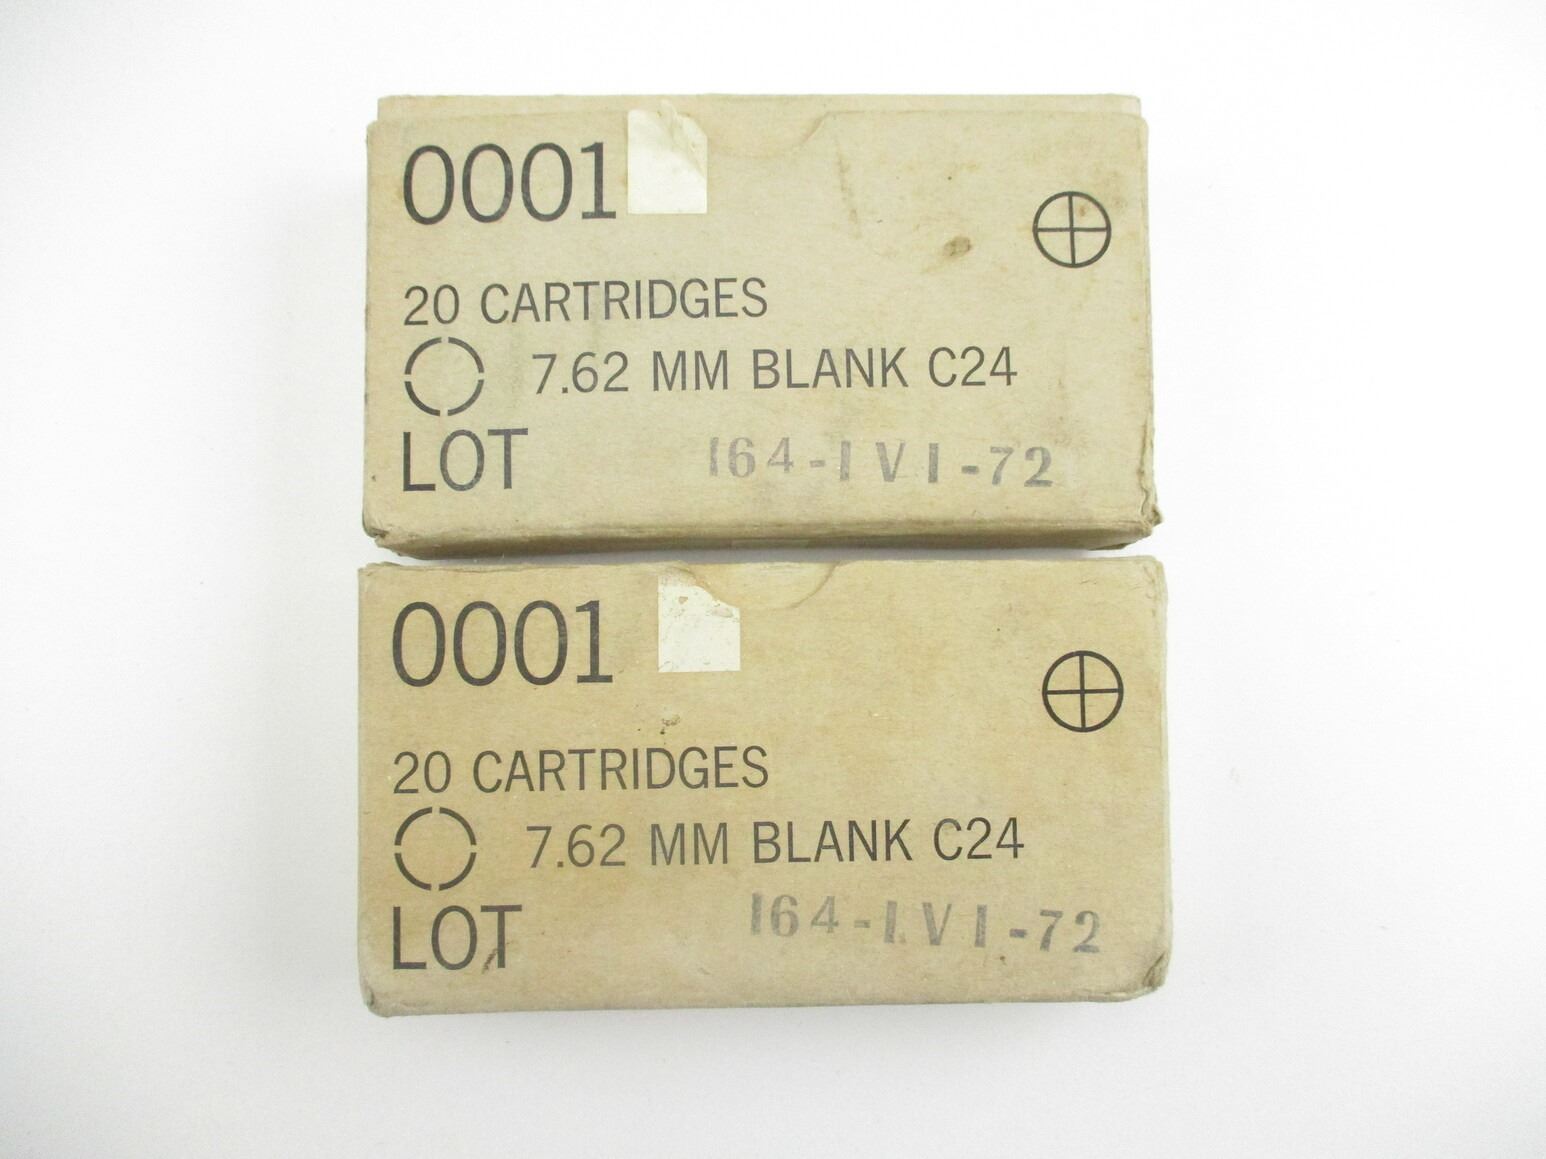 0001
20 CARTRIDGES
7.62 MM BLANK C24
LOT 164-IVI-72
0001
20 CARTRIDGES
7.62 MM BLANK C24
LOT 164-IVI-72